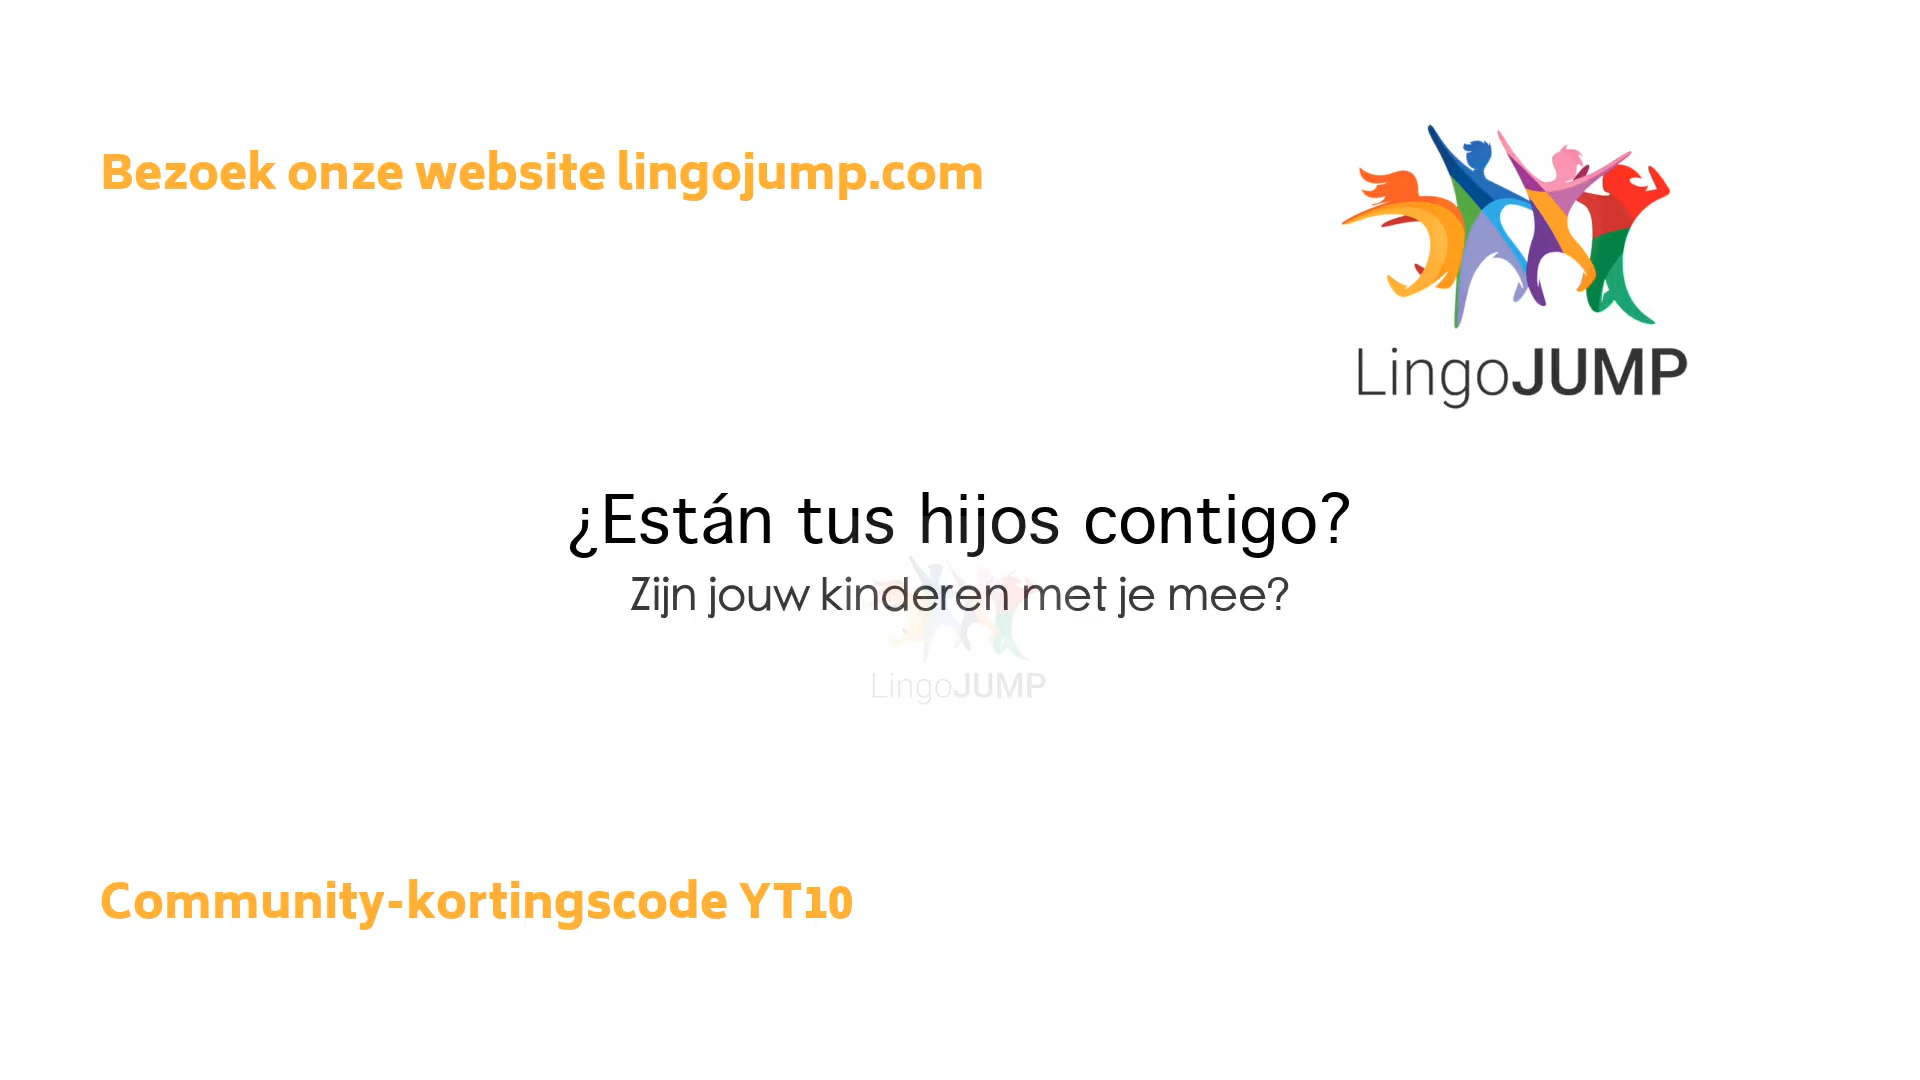 Bezoek onze website lingojump.com
LingoJUMP
¿Están tus hijos contigo?
Zijn jouw kinderen met je mee?
LingoJUMP
Community-kortingscode YT10